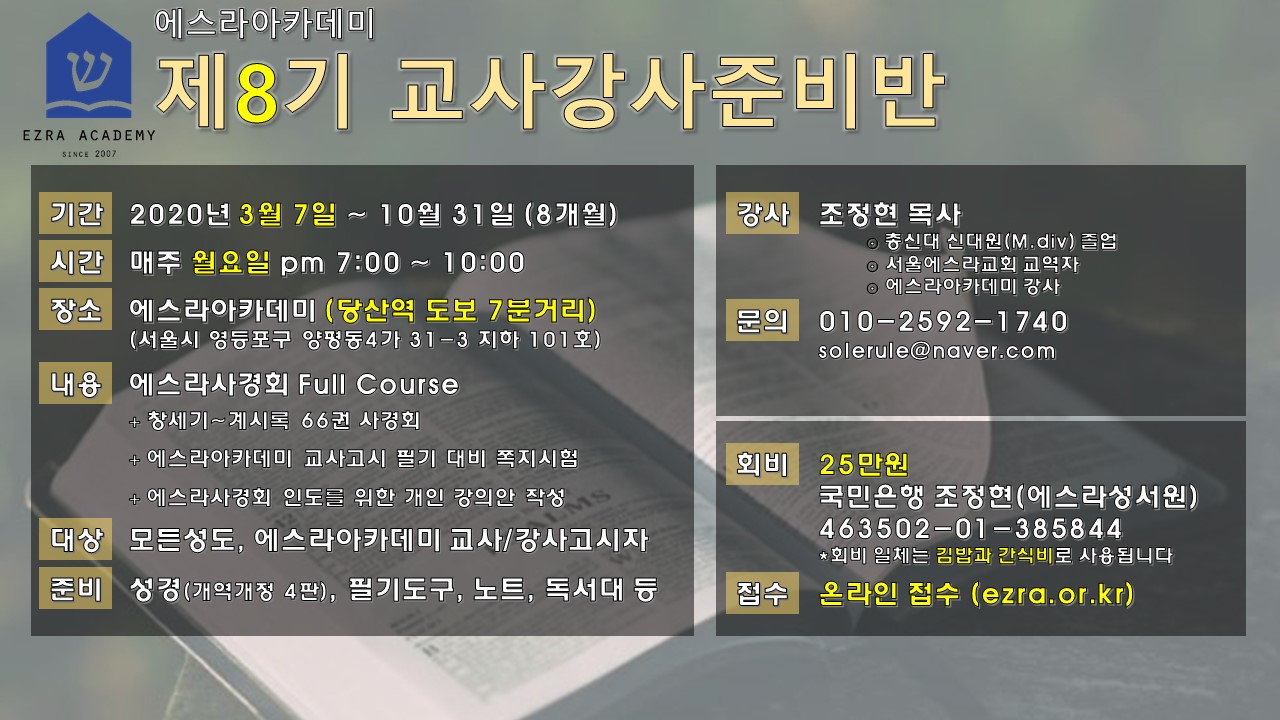 에스라아카데미
제8기 교사강사준비반
ש
EZRA ACADEMY
SINCE 2007
기간 2020년 3월 7일 ~ 10월 31일 (8개월)
시간 매주 월요일 pm 7:00 ~ 10:00
장소 에스라아카데미 (당산역 도보 7분거리)
(서울시 영등포구 양평동4가 31-3 지하 101호)
내용 에스라사경회 Full Course
+ 창세기~계시록 66권 사경회
+ 에스라아카데미 교사고시 필기 대비 쪽지시험
+ 에스라사경회 인도를 위한 개인 강의안 작성
대상 모든성도, 에스라아카데미 교사/강사고시자
준비 성경(개역개정 4판), 필기도구, 노트, 독서대 등
강사 조정현 목사
◎ 총신대 신대원(M.div) 졸업
◎ 서울에스라교회 교역자
◎ 에스라아카데미 강사
문의 010-2592-1740
solerule@naver.com
회비 25만원
국민은행 조정현(에스라성서원)
463502-01-385844
*회비 일체는 김밥과 간식비로 사용됩니다
접수 온라인 접수 (ezra.or.kr)